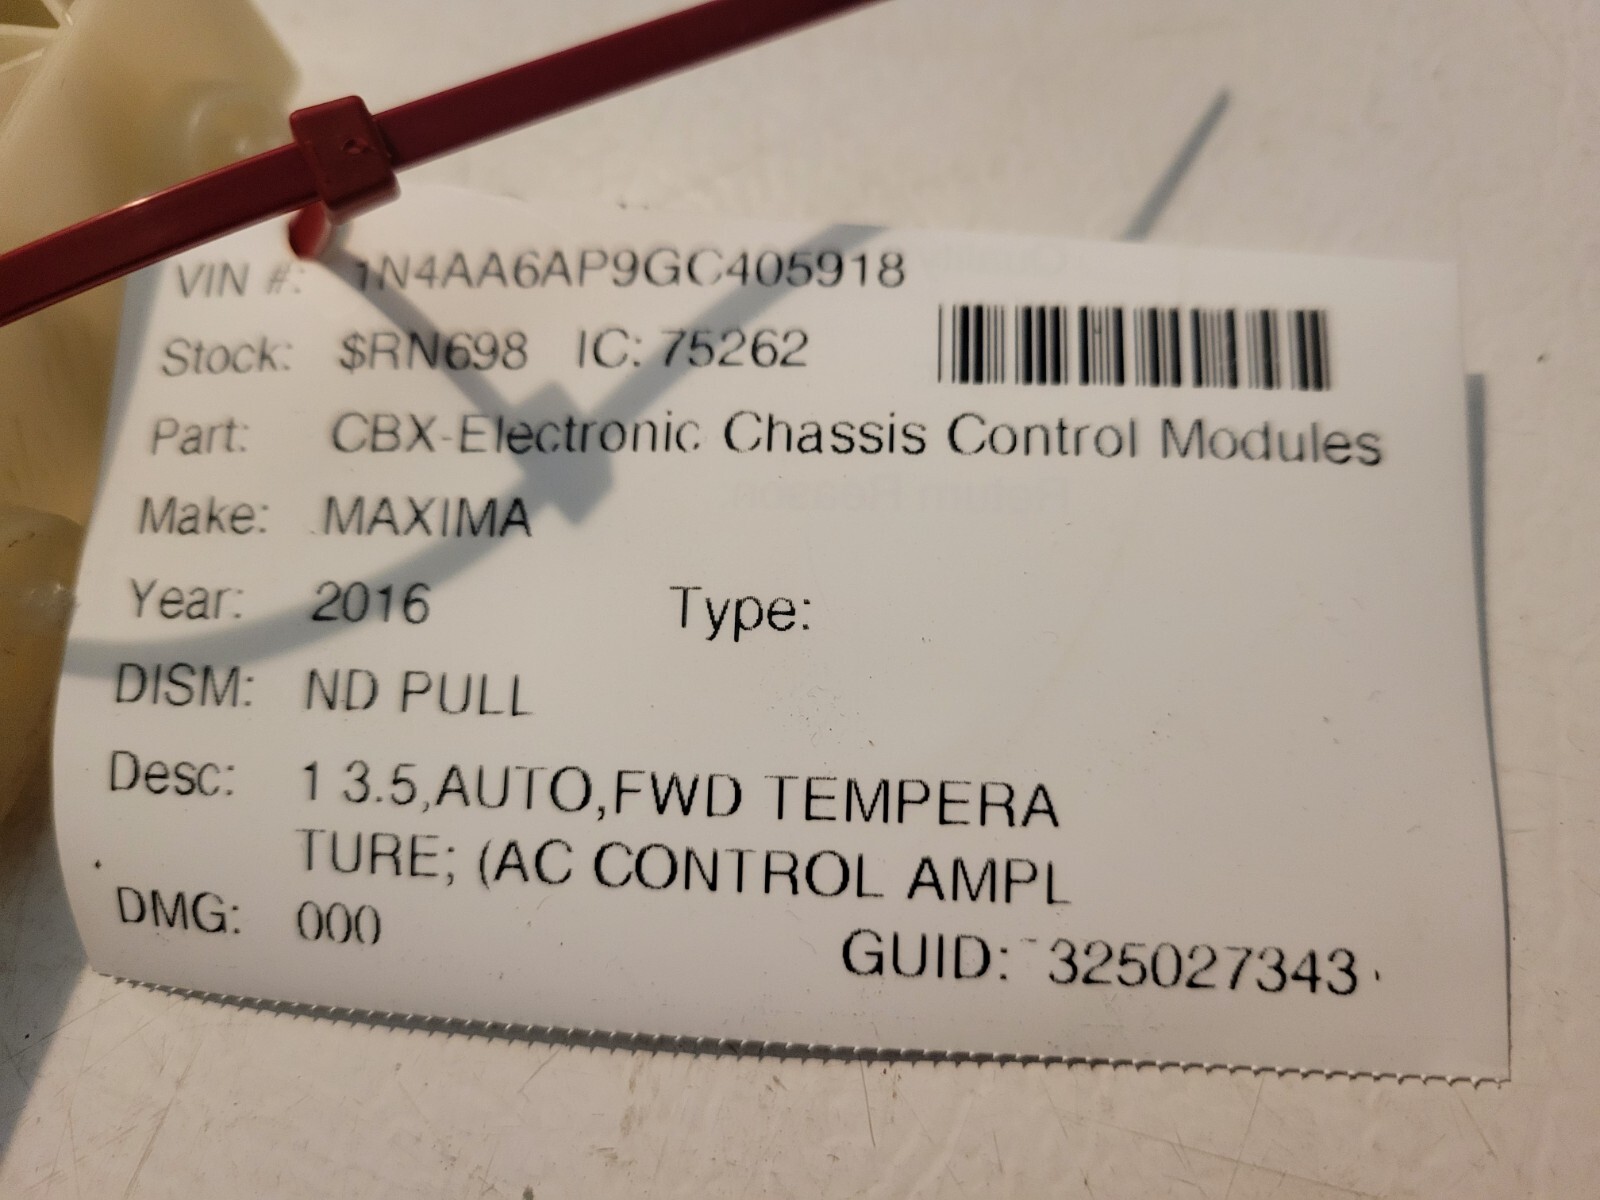 VIN #: 1N4AA6AP9GC405918
Stock: $RN698 IC: 75262
Part: CBX-Electronic Chassis Control Modules
Make: MAXIMA
Year: 2016 Type:
DISM: ND PULL
Desc: 1 3.5,AUTO,FWD TEMPERA
TURE; (AC CONTROL AMPL
DMG: 000
GUID: 325027343